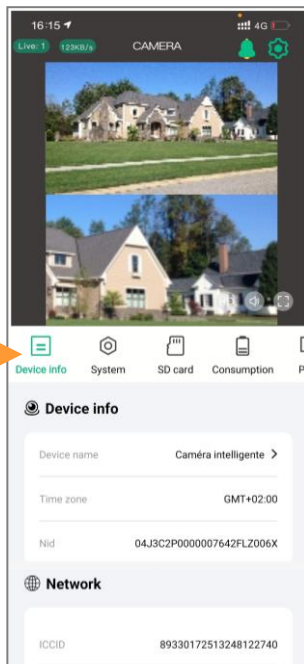 16:15
4G
Live: 1 123KB/s CAMERA
Device info System SD card Consumption P
Device info
Device name Caméra intelligente >
Time zone GMT+02:00
Nid 04J3C2P0000007642FLZ006X
Network
ICCID 89330172513248122740